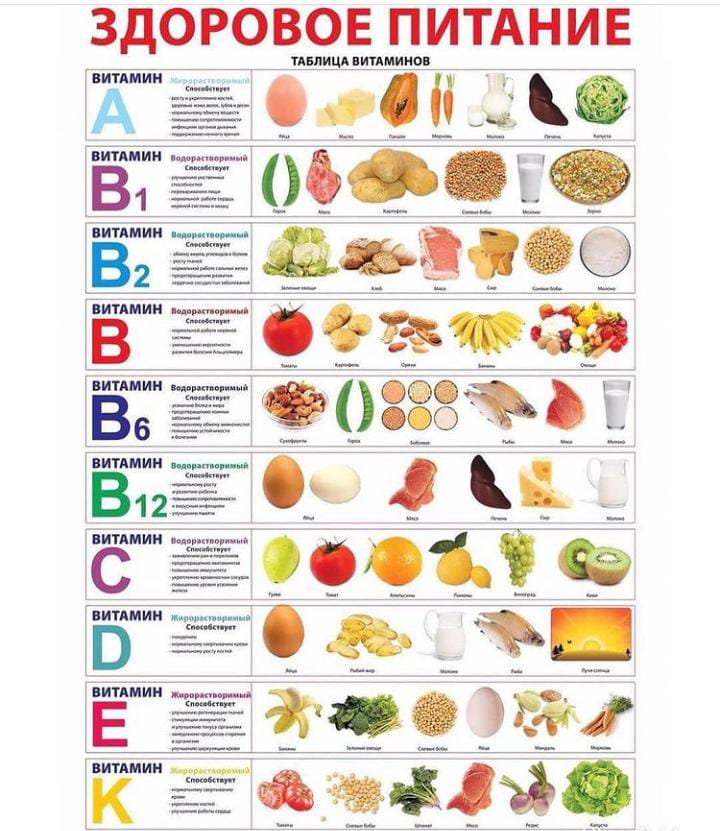 ЗДОРОВОЕ ПИТАНИЕ
ТАБЛИЦА ВИТАМИНОВ
ВИТАМИН
A
Жирорастворимый
Способствует
- росту и укреплению костей,
здоровью кожи, волос, зубов и десен
- нормальному обмену веществ
- повышению сопротивляемости
инфекциям органов дыхания
- поддержанию ночного зрения
Яйца Масло Папайи Морковь Молоко Печень Капуста
ВИТАМИН
B1
Водорастворимый
Способствует
- улучшению умственных
способностей
- перевариванию пищи
- нормальной работе сердца,
нервной системы и мышц
Горох Мясо Картофель Соевые бобы Молоко Зерно
ВИТАМИН
B2
Водорастворимый
Способствует
- обмену жиров, углеводов и белков
- росту тканей
- нормальной работе сальных желез
- предотвращению развития
сердечно сосудистых заболеваний
Зеленые овощи Хлеб Мясо Сыр Соевые бобы Молоко
ВИТАМИН
B
Водорастворимый
Способствует
- нормальной работе нервной
системы
- уменьшению вероятности
развития болезни Альцгеймера
Томаты Картофель Орехи Бананы Овощи
ВИТАМИН
B6
Водорастворимый
Способствует
- усвоению белка и жира
- предотвращению кожных
заболеваний
- нормальному обмену аминокислот
- повышению устойчивости
к болезням
Сухофрукты Горох Бобовые Рыбы Мясо Молоко
ВИТАМИН
B12
Водорастворимый
Способствует
- нормальному росту
и развитию ребенка
- повышению сопротивляемости
к вирусным инфекциям
- улучшению памяти
Яйца Мясо Печень Сыр Молоко
ВИТАМИН
C
Водорастворимый
Способствует
- заживлению ран и переломов
- предотвращению авитаминоза
- повышению иммунитета
- укреплению кровеносных сосудов
- повышению уровня усвоения
железа
Гуава Томат Апельсины Лимоны Виноград Киви
ВИТАМИН
D
Жирорастворимый
Способствует
- похудению
- нормальному свертыванию крови
- нормальному росту костей
Яйца Рыбий жир Молоко Рыба Лучи солнца
ВИТАМИН
E
Жирорастворимый
Способствует
- улучшению регенерации тканей
- стимуляции иммунитета
и улучшению тонуса организма
- замедлению процессов старения
в организме
- улучшению циркуляции крови
Бананы Зеленые овощи Соевые бобы Яйца Миндаль Морковь
ВИТАМИН
K
Жирорастворимый
Способствует
- нормальному свертыванию
крови
- укреплению костей
- улучшению работы сердца
Томаты Соевые бобы Шпинат Мясо Редис Капуста